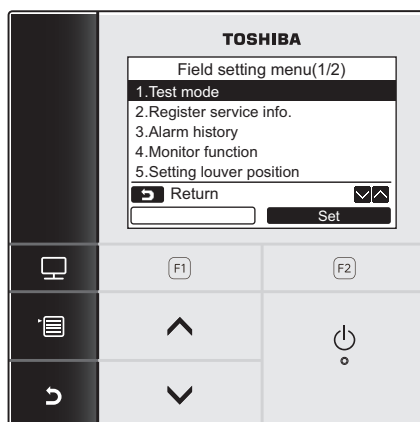 TOSHIBA
Field setting menu(1/2)
1.Test mode
2.Register service info.
3.Alarm history
4.Monitor function
5.Setting louver position
Return
Set
F1
F2